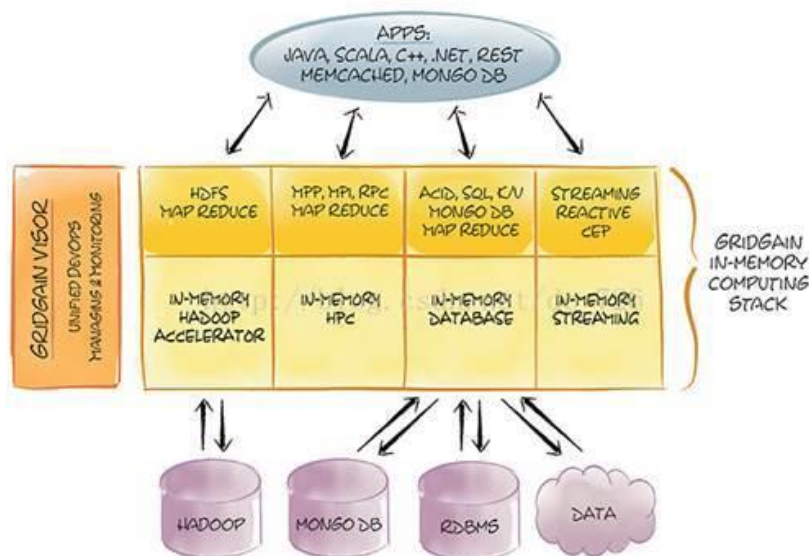 APPS:
JAVA, SCALA, C++, .NET, REST
MEMCACHED, MONGO DB
GRIDGAIN VISOR
UNIFIED DEVOPS
MANAGING & MONITORING
HDFS
MAP REDUCE
MPP, MPI, RPC
MAP REDUCE
ACID, SQL, K/V
MONGO DB
MAP REDUCE
STREAMING
REACTIVE
CEP
IN-MEMORY
HADOOP
ACCELERATOR
IN-MEMORY
HPC
IN-MEMORY
DATABASE
IN-MEMORY
STREAMING
GRIDGAIN
IN-MEMORY
COMPUTING
STACK
HADOOP
MONGO DB
RDBMS
DATA